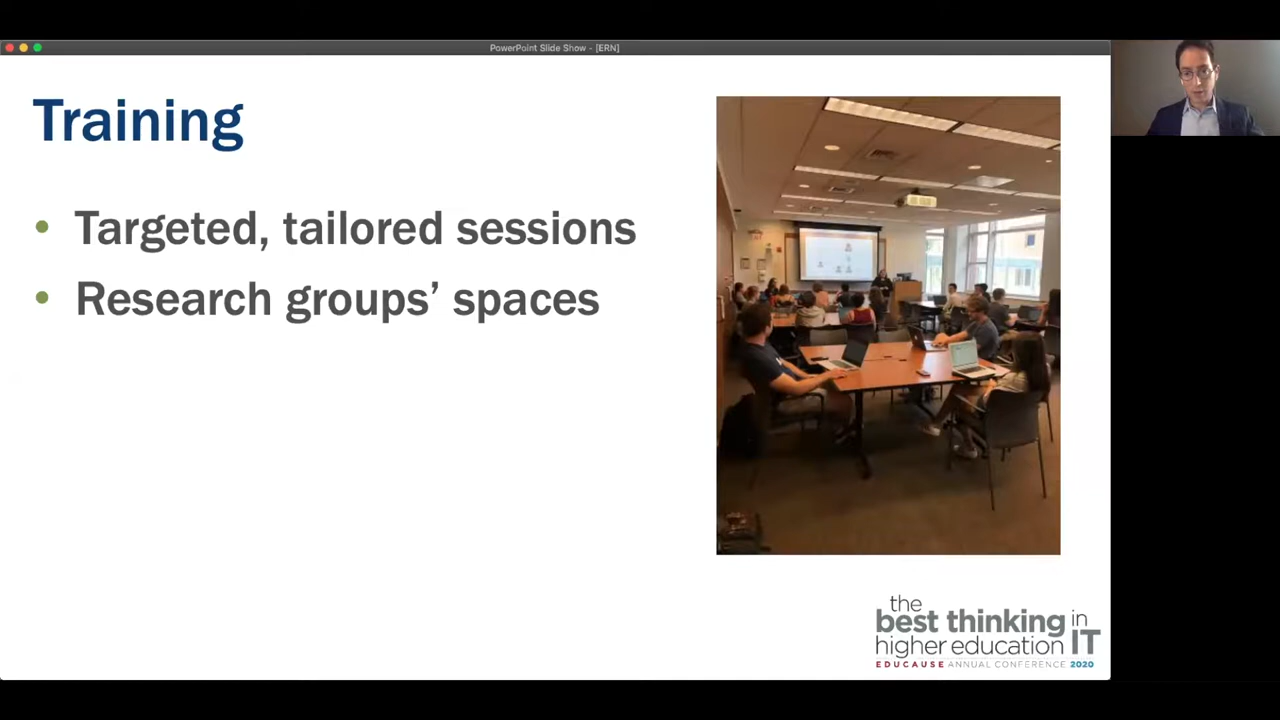 PowerPoint Slide Show - [ERN]
Training
• Targeted, tailored sessions
• Research groups’ spaces
the
best thinking in
higher education IT
EDUCAUSE ANNUAL CONFERENCE 2020